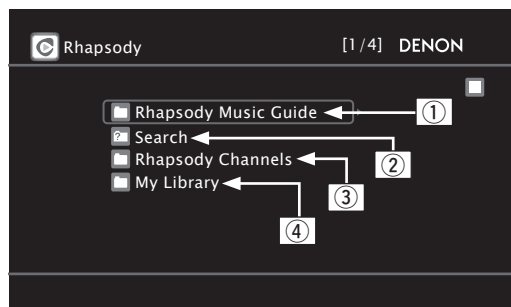 Rhapsody [1/4] DENON
Rhapsody Music Guide ①
? Search ②
Rhapsody Channels ③
My Library ④